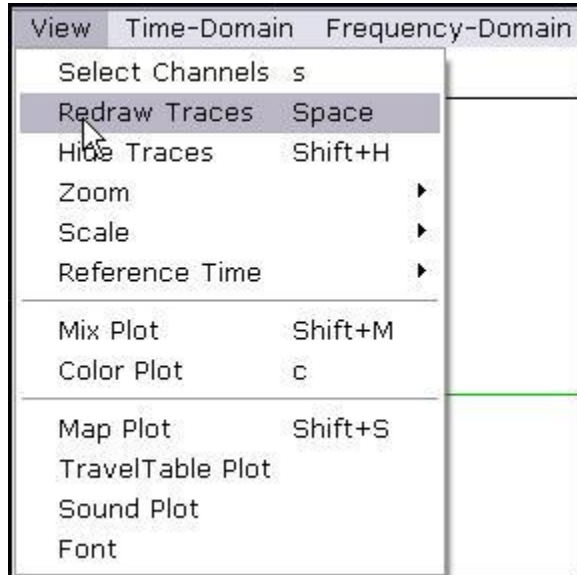 View Time-Domain Frequency-Domain
Select Channels s
Redraw Traces Space
Hide Traces Shift+H
Zoom
Scale
Reference Time
Mix Plot Shift+M
Color Plot c
Map Plot Shift+S
TravelTable Plot
Sound Plot
Font